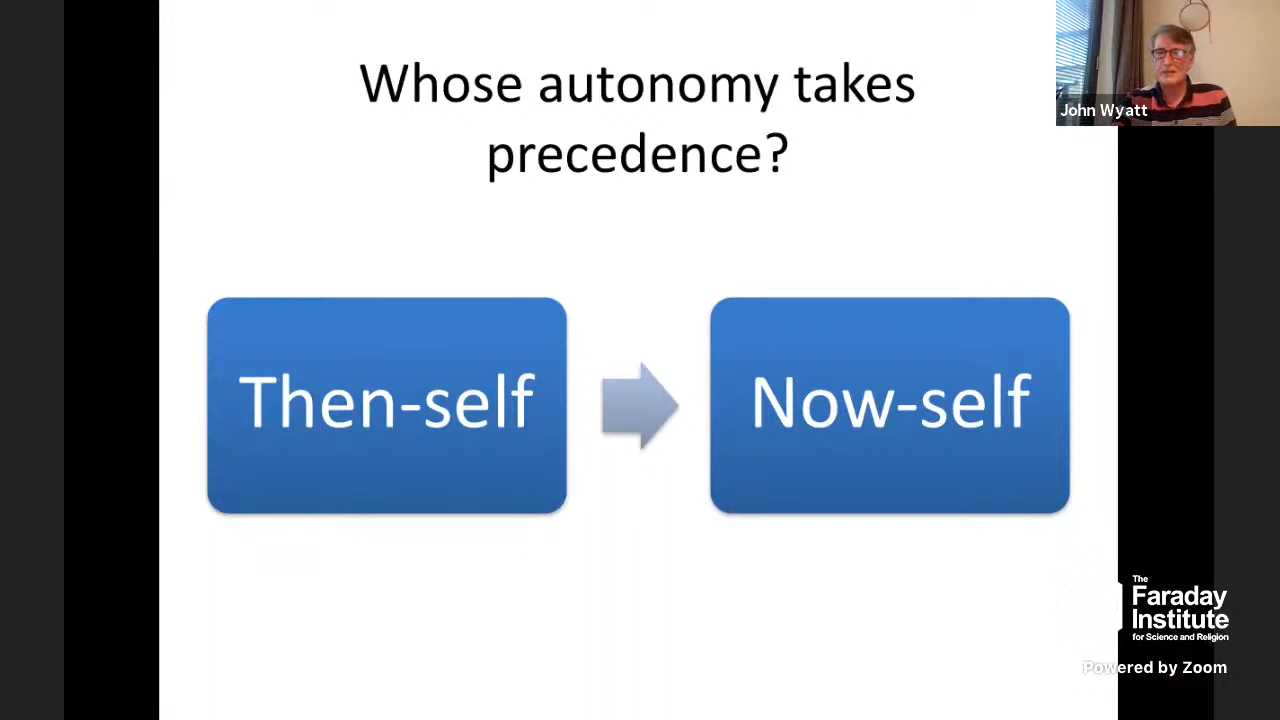 Whose autonomy takes
precedence?
John Wyatt
Then-self
Now-self
The
Faraday
Institute
for Science and Religion
Powered by Zoom